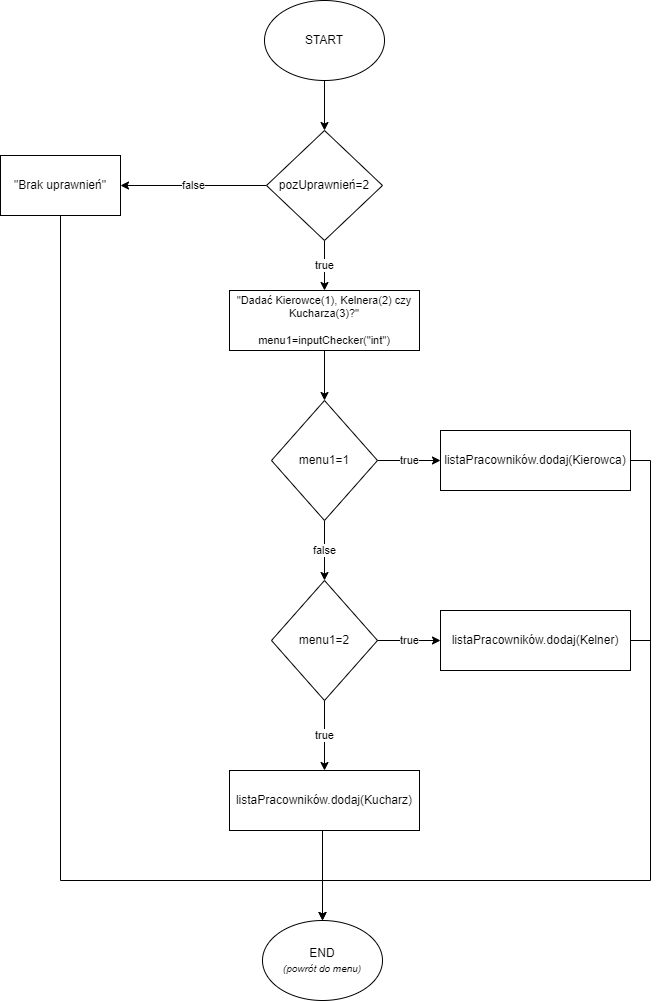 START
pozUprawnień=2
false
"Brak uprawnień"
true
"Dadać Kierowce(1), Kelnera(2) czy
Kucharza(3)?"
menu1=inputChecker("int")
menu1=1
true
listaPracowników.dodaj(Kierowca)
false
menu1=2
true
listaPracowników.dodaj(Kelner)
true
listaPracowników.dodaj(Kucharz)
END
(powrót do menu)